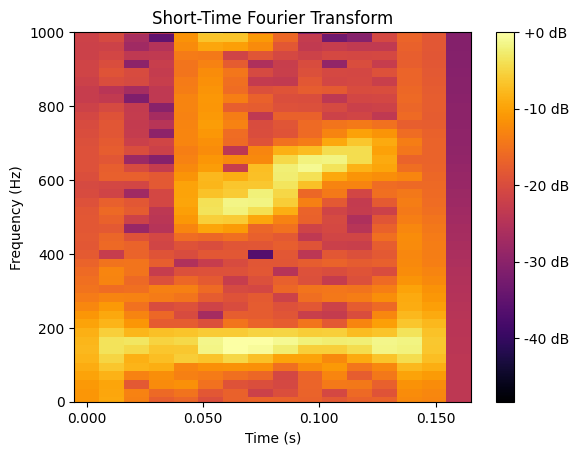 Short-Time Fourier Transform
1000
800
600
400
200
0
Frequency (Hz)
0.000
0.050
0.100
0.150
Time (s)
+0 dB
-10 dB
-20 dB
-30 dB
-40 dB